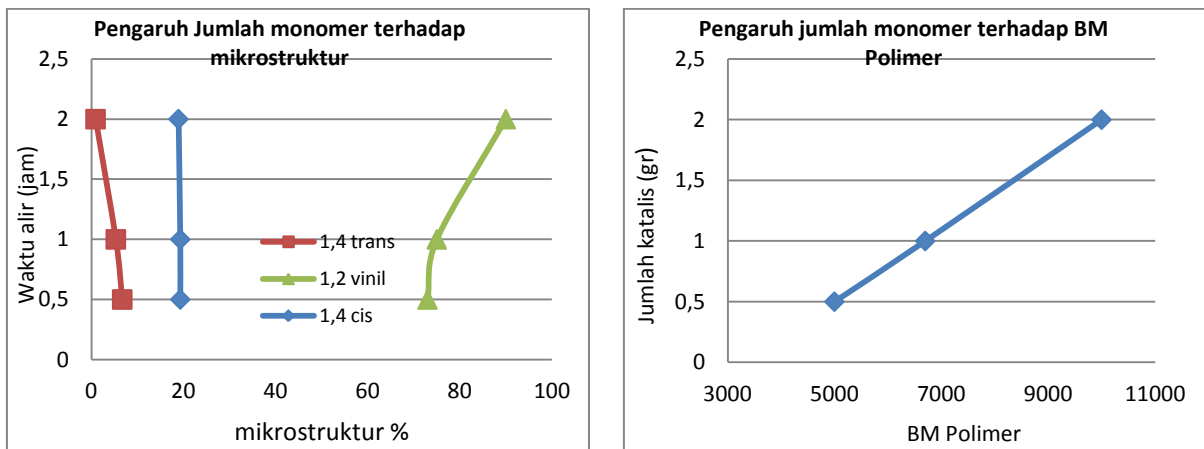 Pengaruh Jumlah monomer terhadap
mikrostruktur
2,5
2
1,5
1
0,5
0
Waktu alir (jam)
1,4 trans
1,2 vinil
1,4 cis
0 20 40 60 80 100
mikrostruktur %
Pengaruh jumlah monomer terhadap BM
Polimer
2,5
2
1,5
1
0,5
0
Jumlah katalis (gr)
3000 5000 7000 9000 11000
BM Polimer